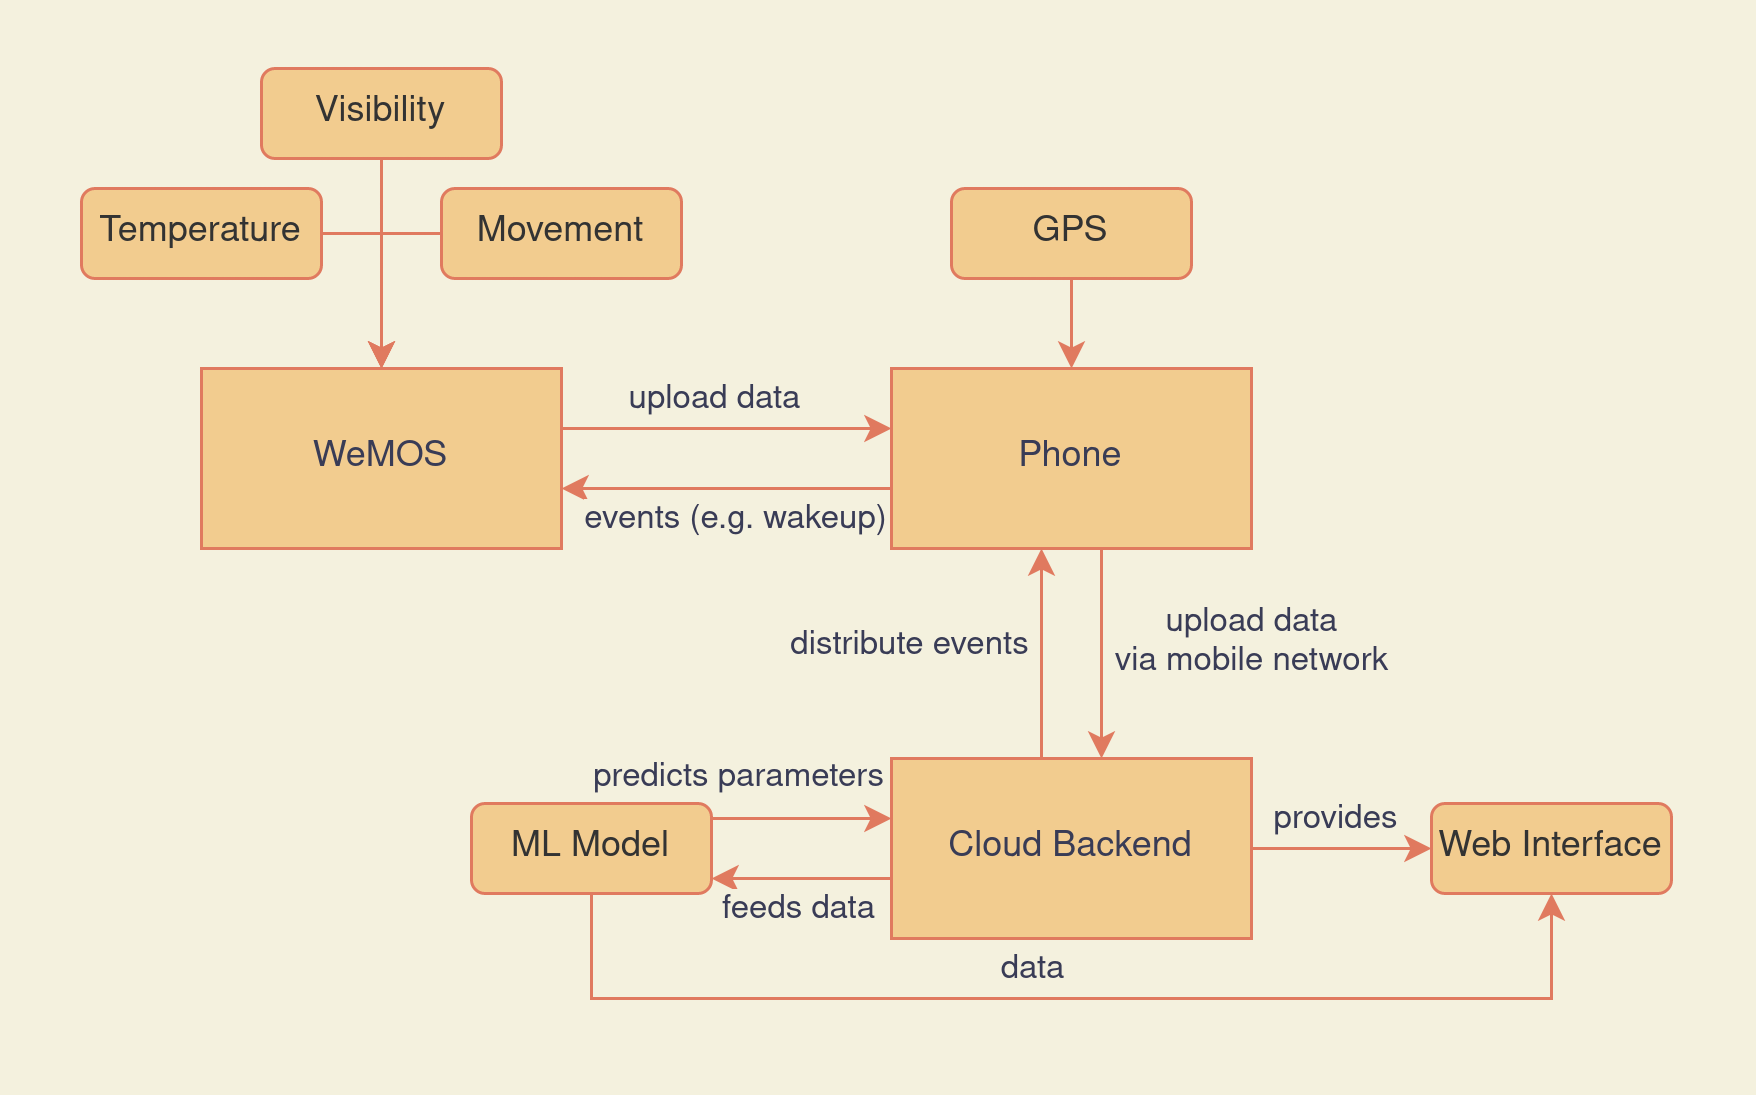 Visibility
Temperature
Movement
GPS
WeMOS
upload data
events (e.g. wakeup)
Phone
distribute events
upload data
via mobile network
predicts parameters
ML Model
feeds data
Cloud Backend
provides
Web Interface
data